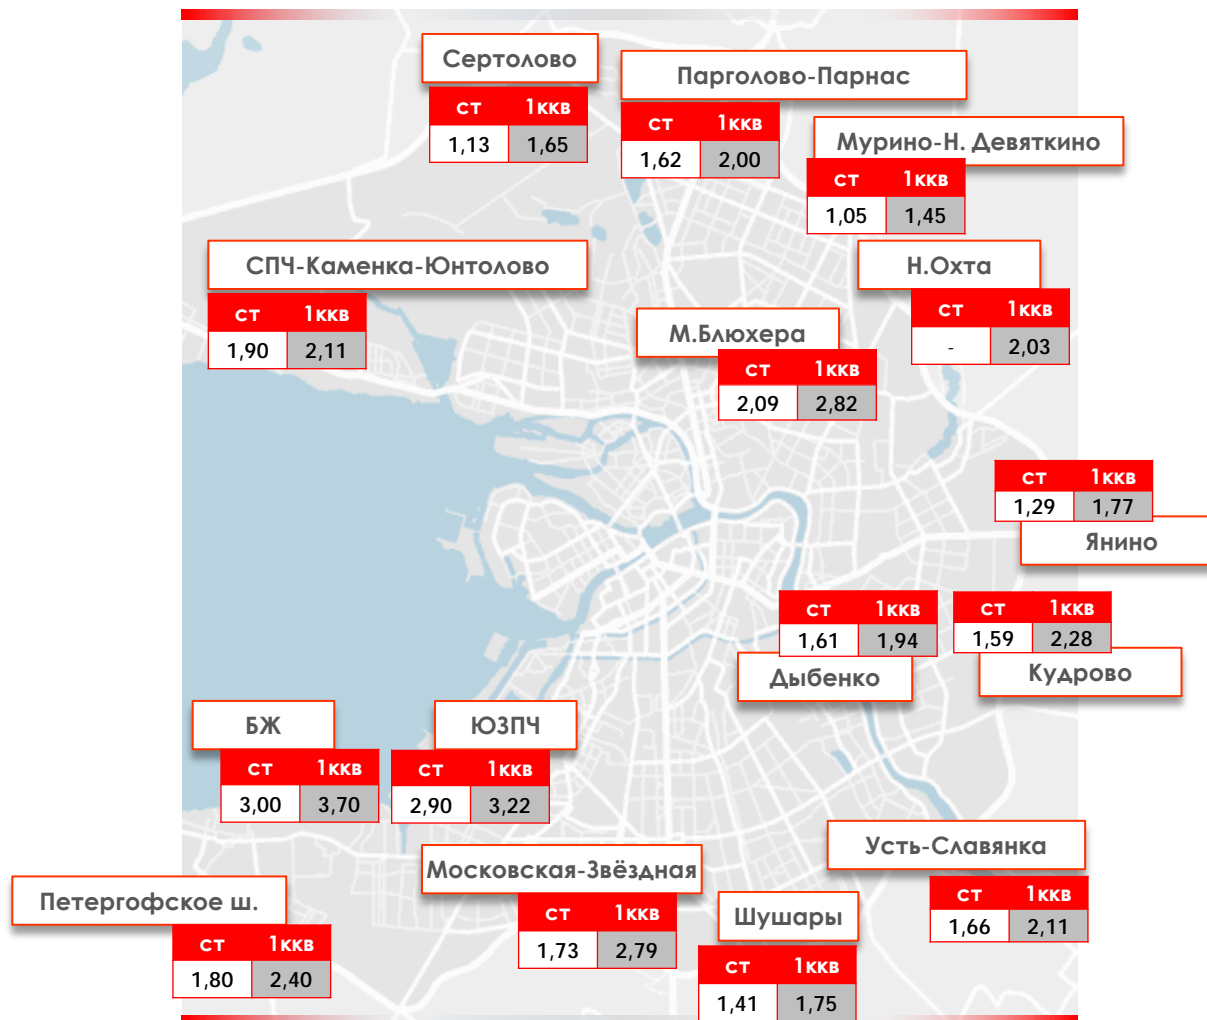 Сертолово
ст 1ккв
1,13 1,65
Парголово-Парнас
ст 1ккв
1,62 2,00
Мурино-Н. Девяткино
ст 1ккв
1,05 1,45
СПЧ-Каменка-Юнтолово
ст 1ккв
1,90 2,11
Н.Охта
ст 1ккв
- 2,03
М.Блюхера
ст 1ккв
2,09 2,82
ст 1ккв
1,29 1,77
Янино
ст 1ккв
1,61 1,94
Дыбенко
ст 1ккв
1,59 2,28
Кудрово
БЖ
ст 1ккв
3,00 3,70
ЮЗПЧ
ст 1ккв
2,90 3,22
Усть-Славянка
ст 1ккв
1,66 2,11
Московская-Звёздная
ст 1ккв
1,73 2,79
Петергофское ш.
ст 1ккв
1,80 2,40
Шушары
ст 1ккв
1,41 1,75